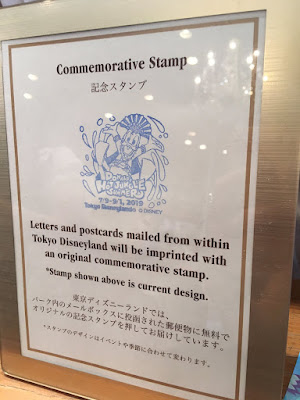 Commemorative Stamp
記念スタンプ
DONALD'S
HOT JUNGLE
SUMMER
7/9-9/1, 2019
Tokyo Disneyland® © DISNEY
Letters and postcards mailed from within
Tokyo Disneyland will be imprinted with
an original commemorative stamp.
*Stamp shown above is current design.
東京ディズニーランドでは、
パーク内のメールボックスに投函された郵便物に無料で
オリジナルの記念スタンプを押してお届けしています。
*スタンプのデザインはイベントや季節に合わせて変わります。